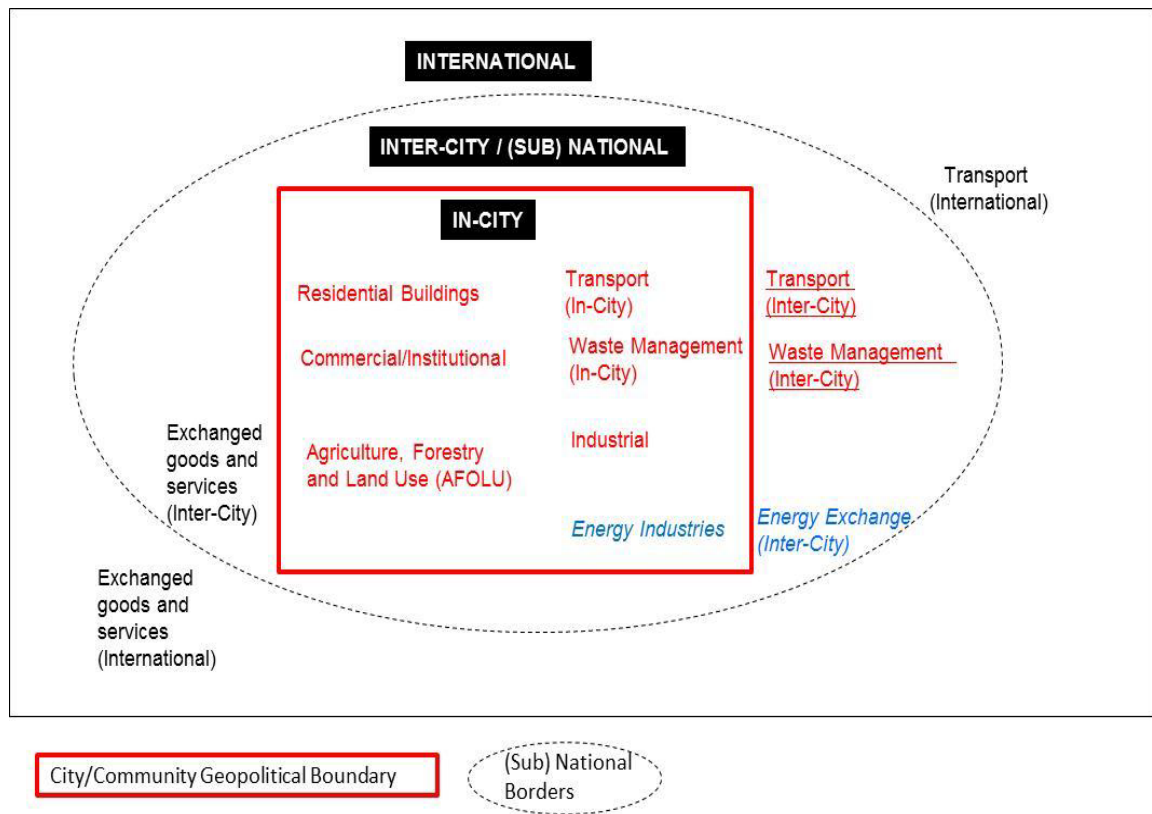 INTERNATIONAL
INTER-CITY / (SUB) NATIONAL
Transport
(International)
IN-CITY
Residential Buildings
Transport
(In-City)
Transport
(Inter-City)
Commercial/Institutional
Waste Management
(In-City)
Waste Management
(Inter-City)
Exchanged
goods and
services
(Inter-City)
Agriculture, Forestry
and Land Use (AFOLU)
Industrial
Energy Industries
Energy Exchange
(Inter-City)
Exchanged
goods and
services
(International)
City/Community Geopolitical Boundary
(Sub) National
Borders